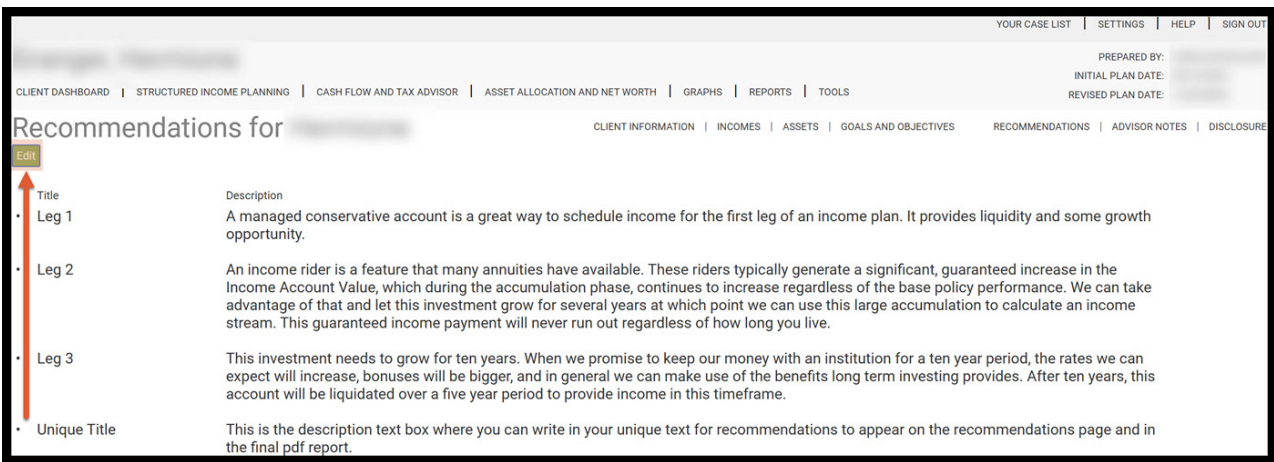 YOUR CASE LIST | SETTINGS | HELP | SIGN OUT
PREPARED BY:
INITIAL PLAN DATE:
REVISED PLAN DATE:
CLIENT DASHBOARD | STRUCTURED INCOME PLANNING | CASH FLOW AND TAX ADVISOR | ASSET ALLOCATION AND NET WORTH | GRAPHS | REPORTS | TOOLS
Recommendations for
CLIENT INFORMATION | INCOMES | ASSETS | GOALS AND OBJECTIVES RECOMMENDATIONS | ADVISOR NOTES | DISCLOSURE
Edit
Title Description
• Leg 1 A managed conservative account is a great way to schedule income for the first leg of an income plan. It provides liquidity and some growth
opportunity.
• Leg 2 An income rider is a feature that many annuities have available. These riders typically generate a significant, guaranteed increase in the
Income Account Value, which during the accumulation phase, continues to increase regardless of the base policy performance. We can take
advantage of that and let this investment grow for several years at which point we can use this large accumulation to calculate an income
stream. This guaranteed income payment will never run out regardless of how long you live.
• Leg 3 This investment needs to grow for ten years. When we promise to keep our money with an institution for a ten year period, the rates we can
expect will increase, bonuses will be bigger, and in general we can make use of the benefits long term investing provides. After ten years, this
account will be liquidated over a five year period to provide income in this timeframe.
• Unique Title This is the description text box where you can write in your unique text for recommendations to appear on the recommendations page and in
the final pdf report.